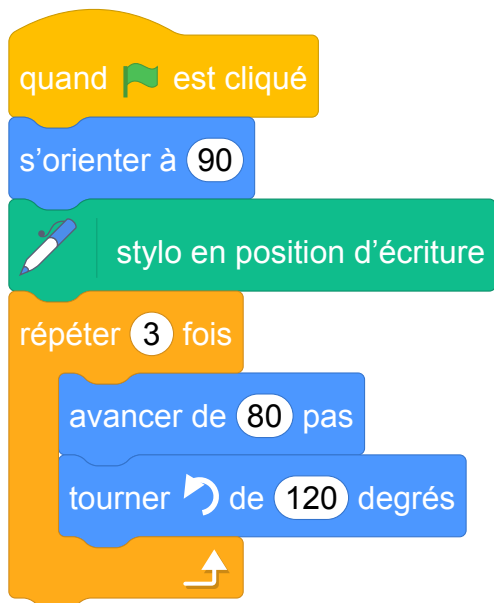 quand est cliqué
s’orienter à 90
stylo en position d’écriture
répéter 3 fois
avancer de 80 pas
tourner de 120 degrés